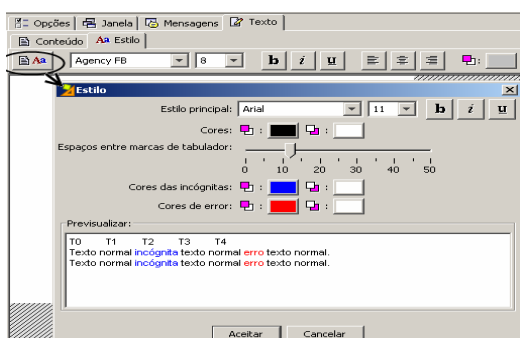 Opções Janela Mensagens Texto
Conteúdo Aa Estilo
Aa Agency FB 8 b i u
Estilo
Estilo principal: Arial 11 b i u
Cores: : :
Espaços entre marcas de tabulador:
0 10 20 30 40 50
Cores das incógnitas: : :
Cores de error: : :
Previsualizar:
T0 T1 T2 T3 T4
Texto normal incógnita texto normal erro texto normal.
Texto normal incógnita texto normal erro texto normal.
Aceitar Cancelar